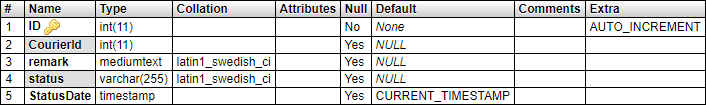 # Name Type Collation Attributes Null Default Comments Extra
1 ID int(11) No None AUTO_INCREMENT
2 CourierId int(11) Yes NULL
3 remark mediumtext latin1_swedish_ci Yes NULL
4 status varchar(255) latin1_swedish_ci Yes NULL
5 StatusDate timestamp Yes CURRENT_TIMESTAMP